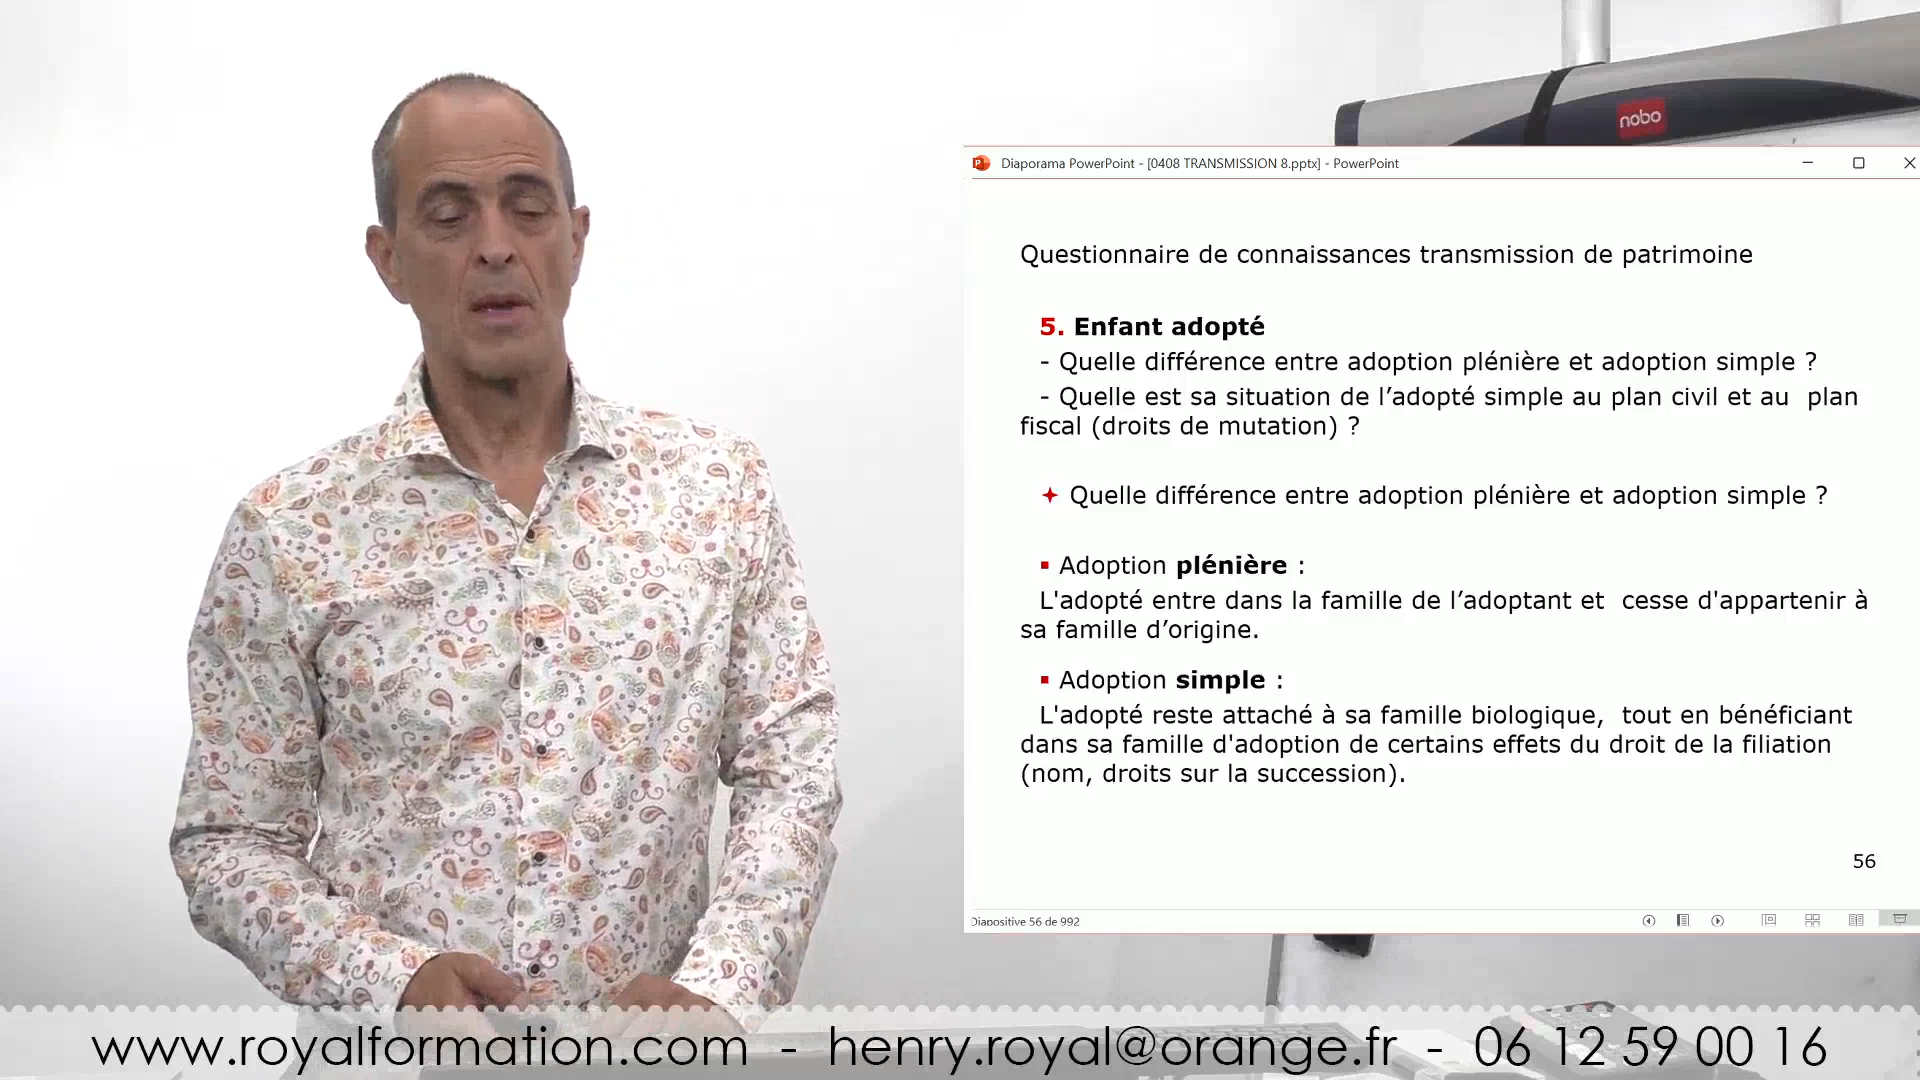 nobo
Diaporama PowerPoint - [0408 TRANSMISSION 8.pptx] - PowerPoint
Questionnaire de connaissances transmission de patrimoine
5. Enfant adopté
- Quelle différence entre adoption plénière et adoption simple ?
- Quelle est sa situation de l’adopté simple au plan civil et au plan
fiscal (droits de mutation) ?
Quelle différence entre adoption plénière et adoption simple ?
▪ Adoption plénière :
L'adopté entre dans la famille de l’adoptant et cesse d'appartenir à
sa famille d’origine.
▪ Adoption simple :
L'adopté reste attaché à sa famille biologique, tout en bénéficiant
dans sa famille d'adoption de certains effets du droit de la filiation
(nom, droits sur la succession).
56
Diapositive 56 de 992
www.royalformation.com - henry.royal@orange.fr - 06 12 59 00 16